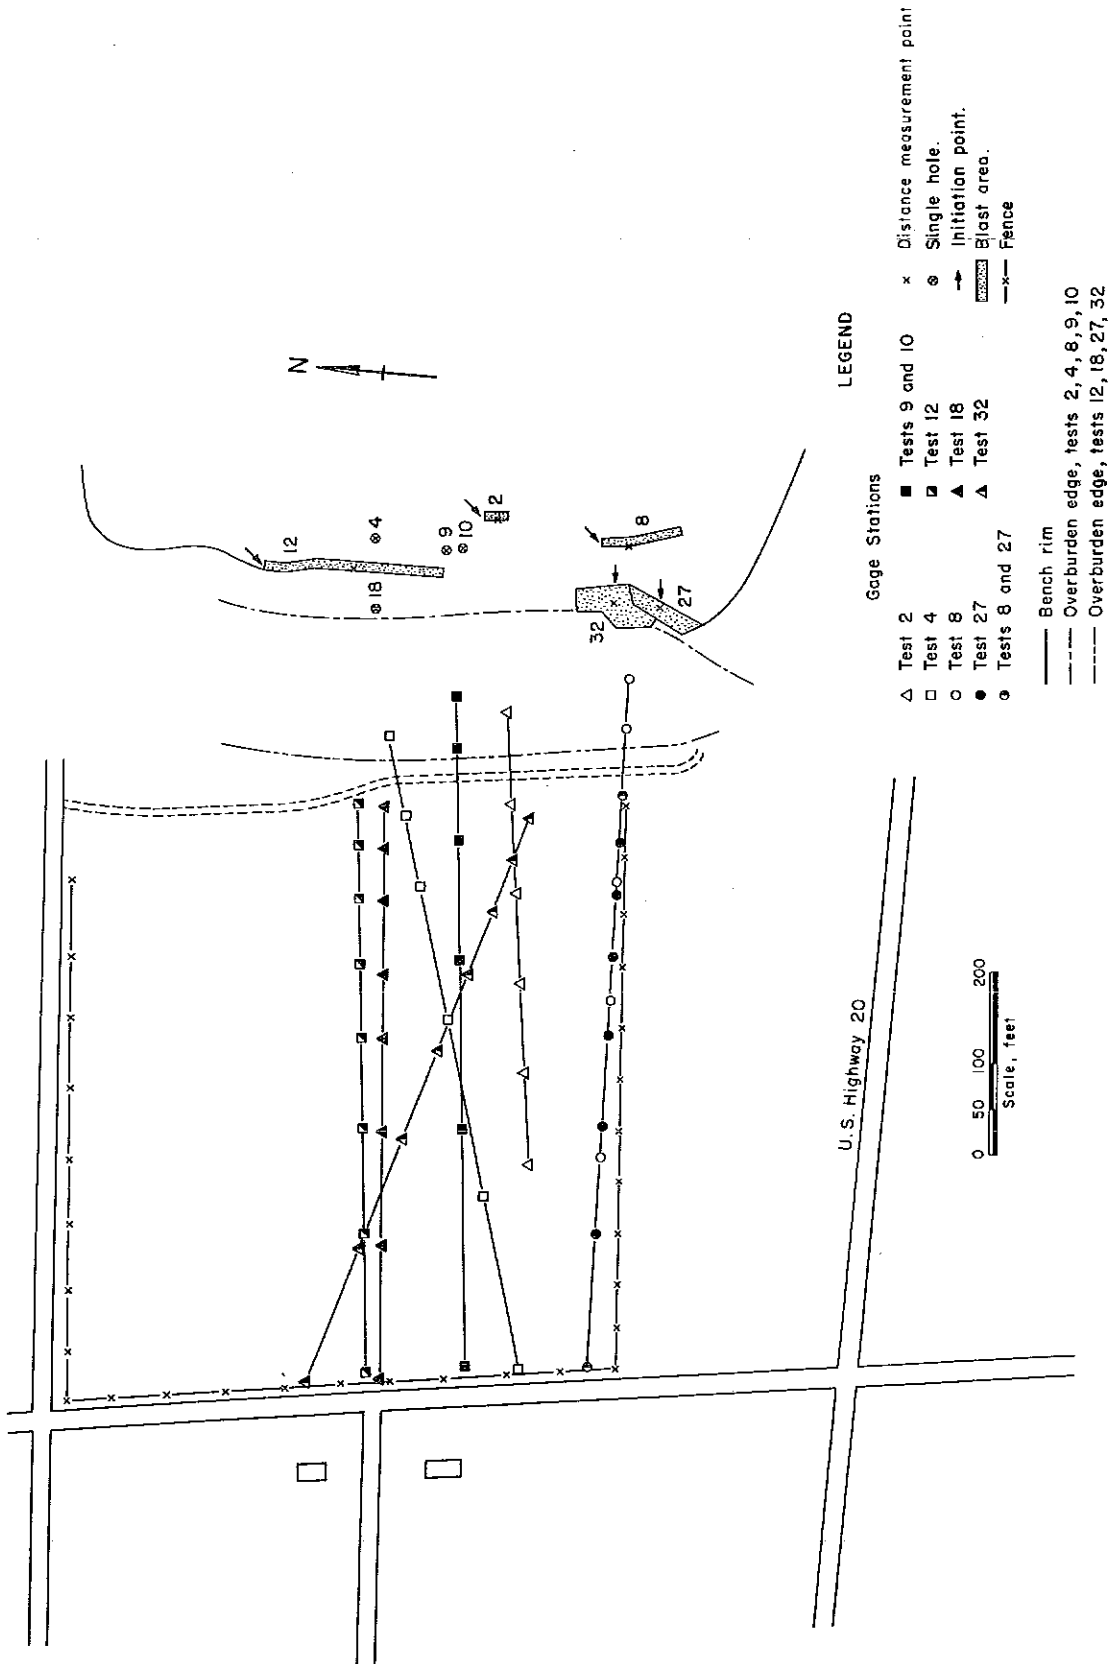 N
12
18
4
9
10
2
8
32
27
LEGEND
Gage Stations
Test 2
Test 4
Test 8
Test 27
Tests 8 and 27
Tests 9 and 10
Test 12
Test 18
Test 32
Distance measurement point
Single hole.
Initiation point.
Blast area.
Fence
Bench rim
Overburden edge, tests 2, 4, 8, 9, 10
Overburden edge, tests 12, 18, 27, 32
U.S. Highway 20
0 50 100 200
Scale, feet